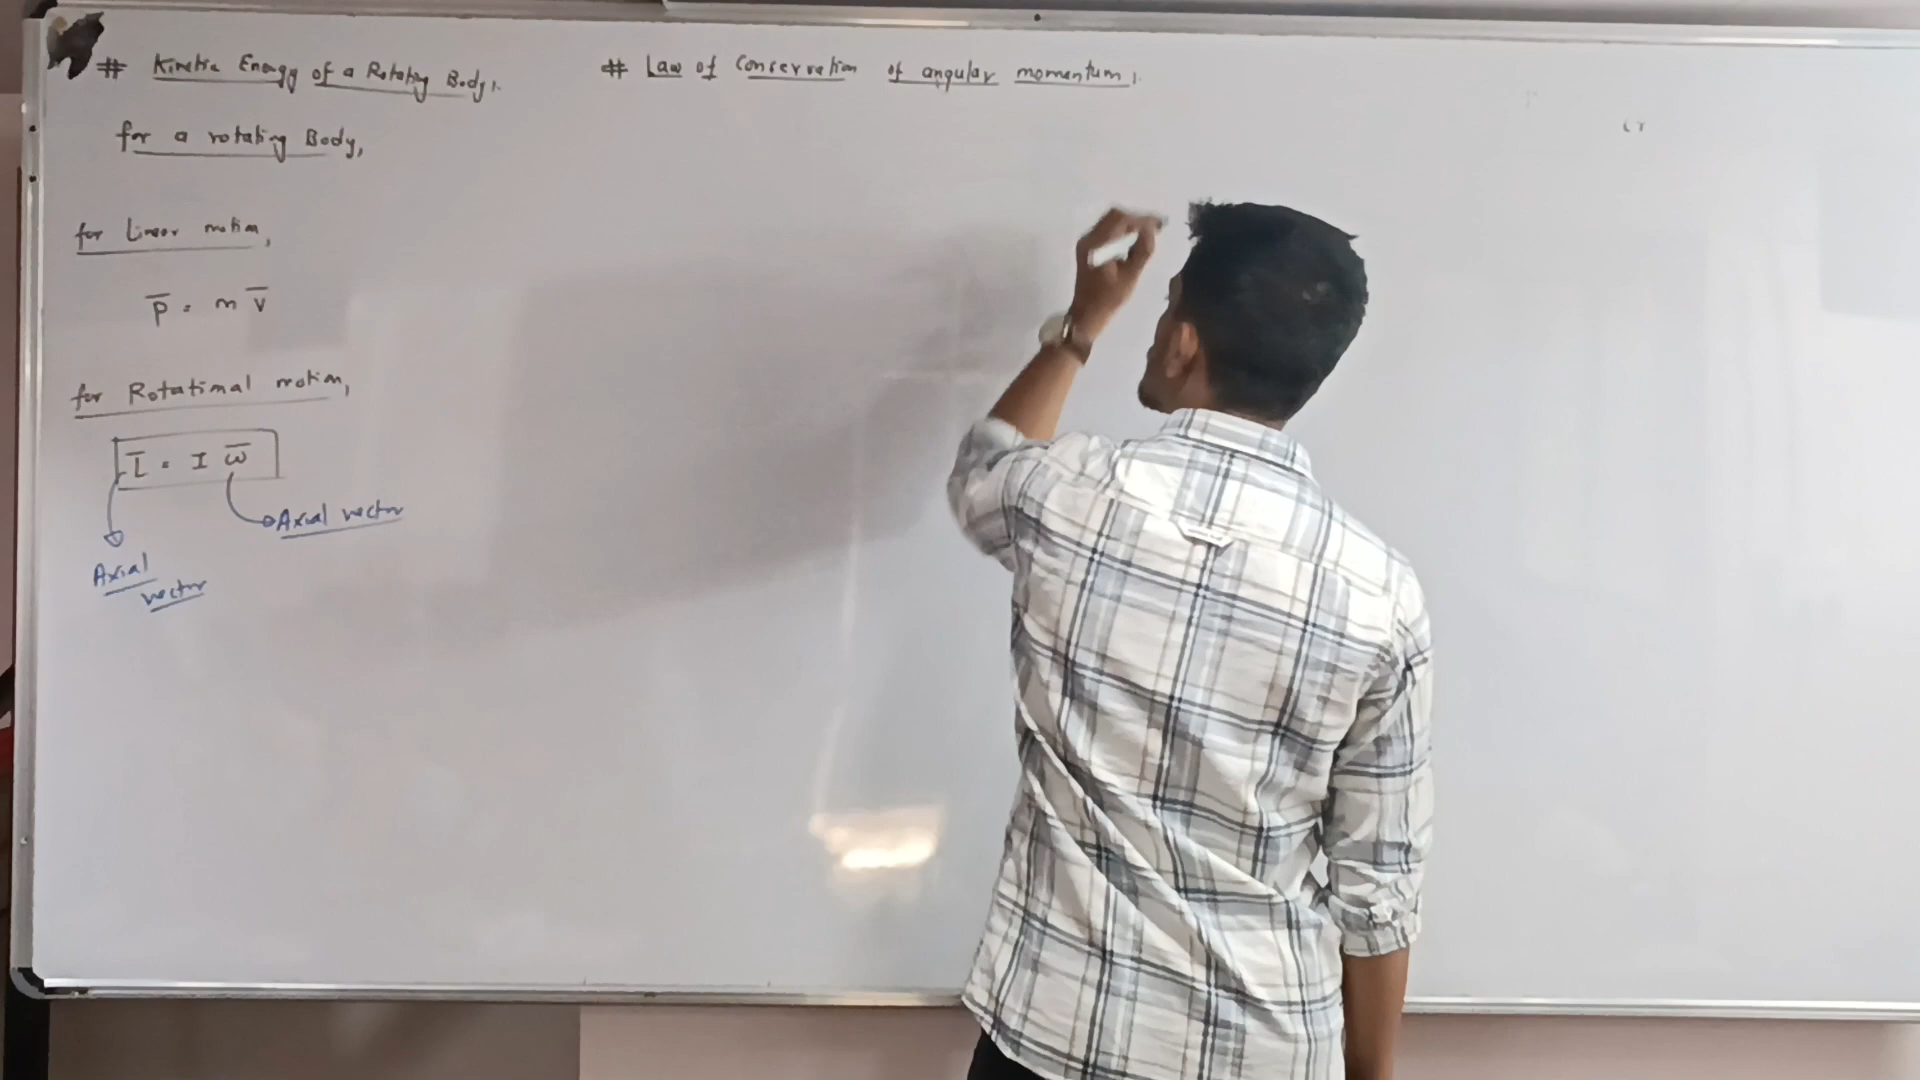 # Kinetic Energy of a Rotating Body,
for a rotating Body,
for Linear motion,
P̅ = m v̅
for Rotational motion,
L̅ = I ω̅
Axial vector
Axial
vector
# Law of Conservation of angular momentum,